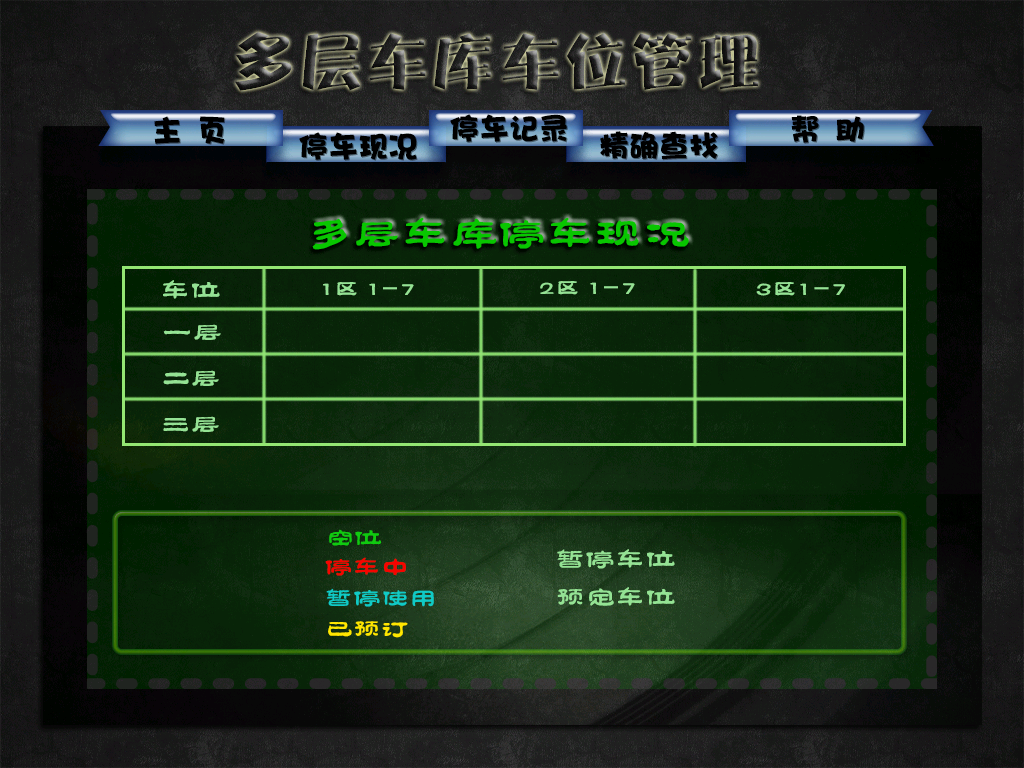 多层车库车位管理
主 页
停车现况
停车记录
精确查找
帮 助
多层车库停车现况
车位 1区 1-7 2区 1-7 3区1-7
一层
二层
三层
空位
停车中
暂停使用
已预订
暂停车位
预定车位